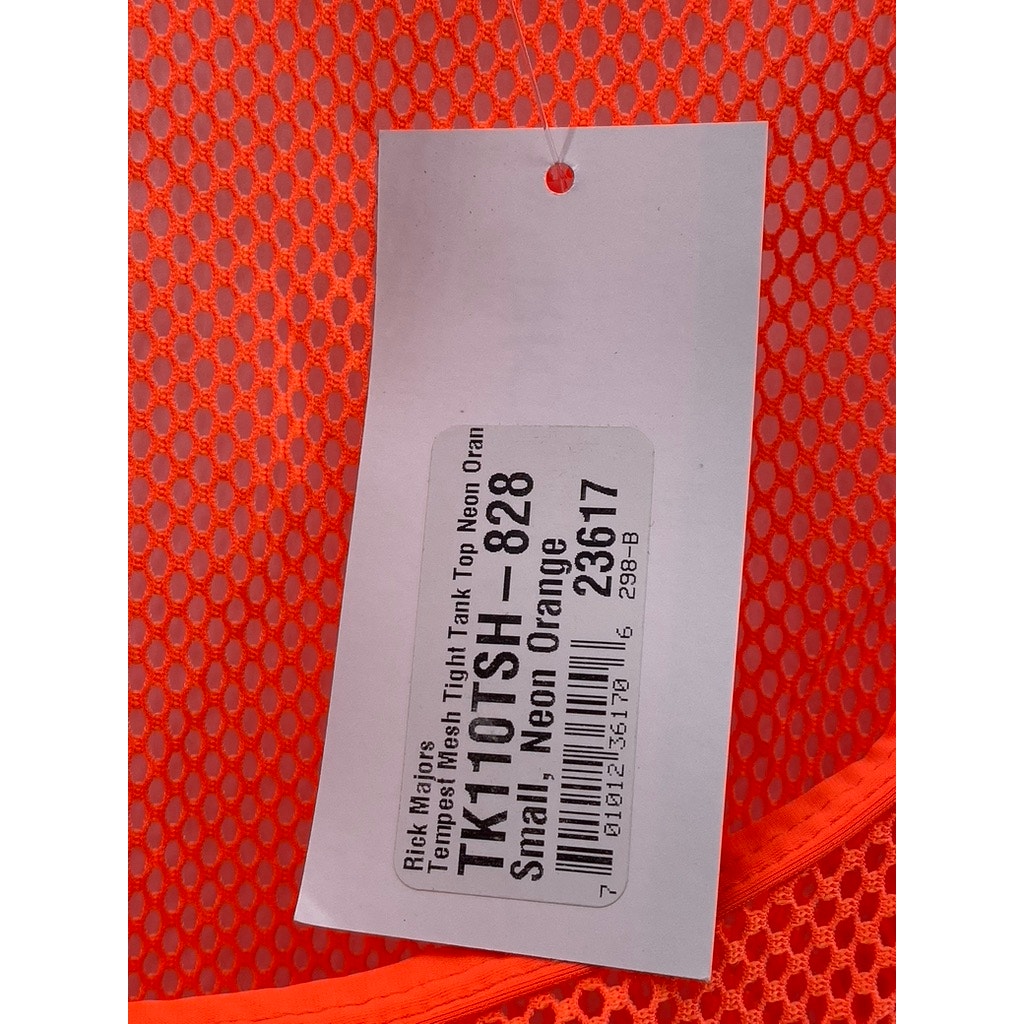 Rick Majors
Tempest Mesh Tight Tank Top Neon Oran
TK110TSH-828
Small, Neon Orange
23617
298-B
7 01012 36170 6